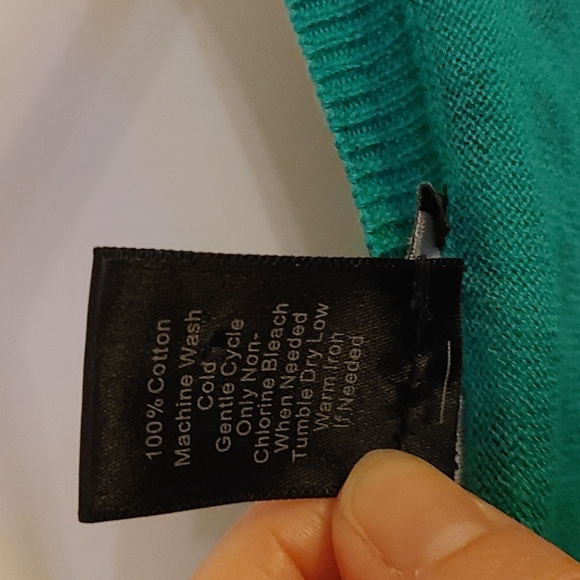 100% Cotton
Machine Wash
Cold
Gentle Cycle
Only Non-
Chlorine Bleach
When Needed
Tumble Dry Low
Warm Iron
If Needed